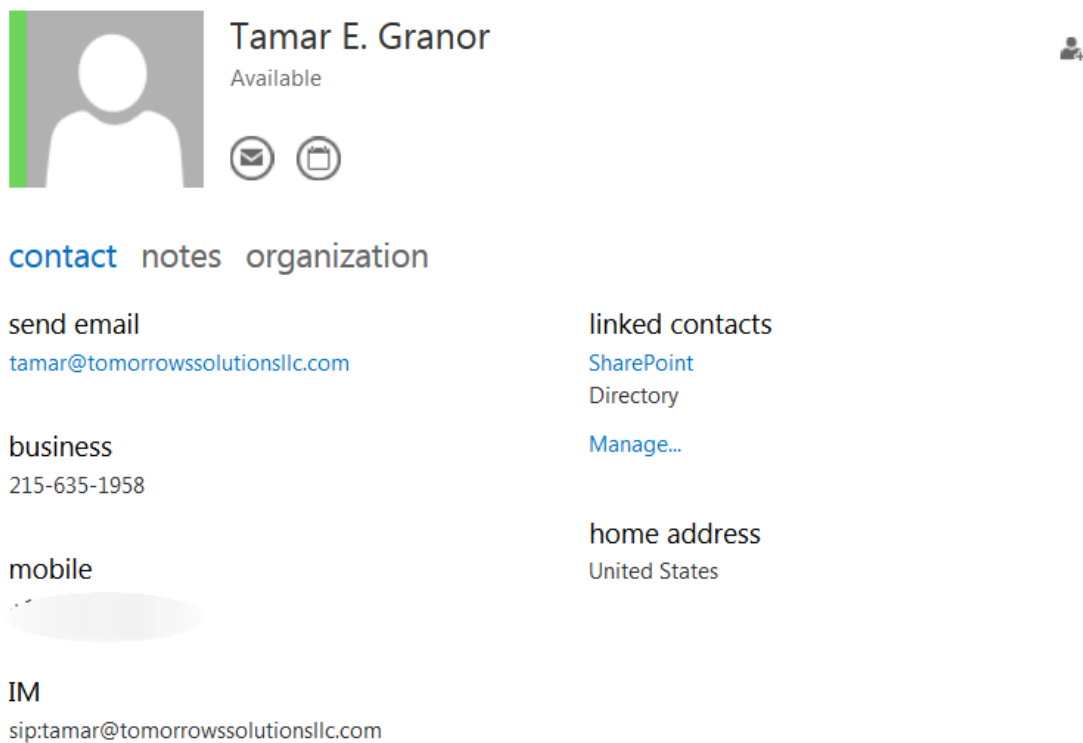 Tamar E. Granor
Available
contact notes organization
send email
tamar@tomorrowssolutionsllc.com
business
215-635-1958
mobile
IM
sip:tamar@tomorrowssolutionsllc.com
linked contacts
SharePoint
Directory
Manage...
home address
United States